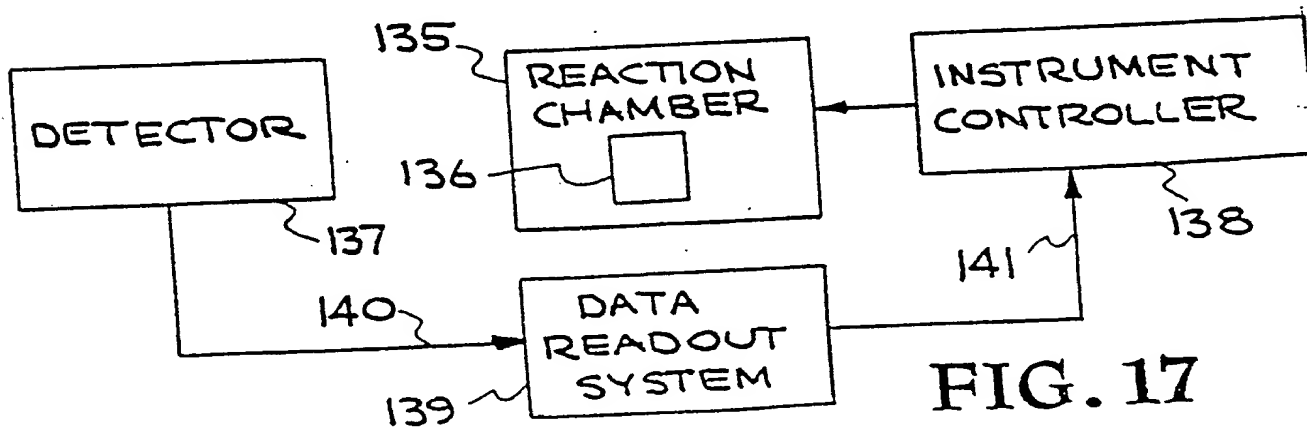 135
REACTION
CHAMBER
136
INSTRUMENT
CONTROLLER
138
DETECTOR
137
140
141
DATA
READOUT
SYSTEM
139
FIG. 17